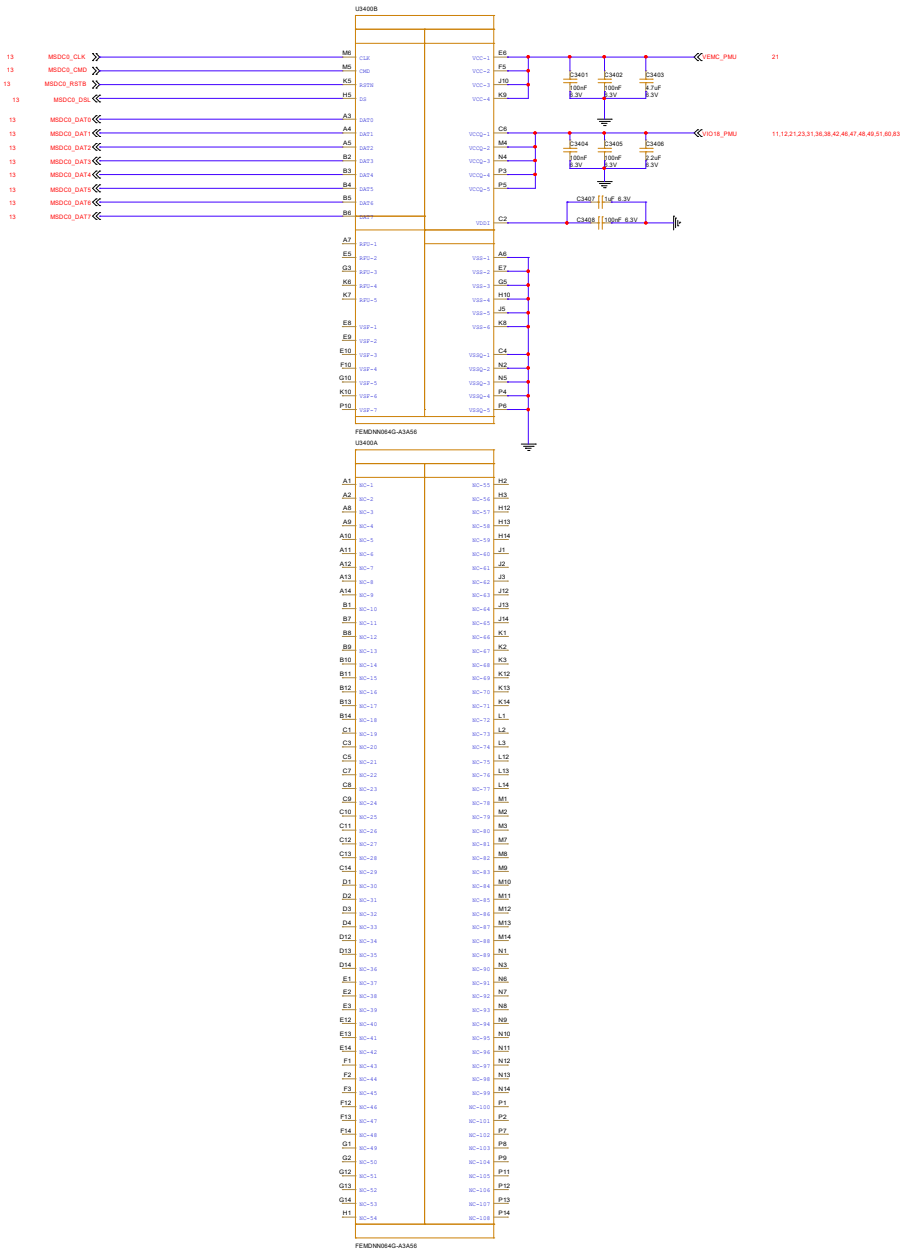 U3400B
13 MSDC0_CLK M6 CLK VCC-1 E6 VEMC_PMU 21
13 MSDC0_CMD M5 CMD VCC-2 F5
13 MSDC0_RSTB K5 RSTN VCC-3 J10
13 MSDC0_DSL H5 DS VCC-4 K9
C3401 C3402 C3403
100nF 100nF 4.7uF
6.3V 6.3V 6.3V
13 MSDC0_DAT0 A3 DAT0
13 MSDC0_DAT1 A4 DAT1 VCCQ-1 C6 VIO18_PMU 11,12,21,23,31,36,38,42,46,47,48,49,51,60,83
13 MSDC0_DAT2 A5 DAT2 VCCQ-2 M4
13 MSDC0_DAT3 B2 DAT3 VCCQ-3 N4
13 MSDC0_DAT4 B3 DAT4 VCCQ-4 P3
13 MSDC0_DAT5 B4 DAT5 VCCQ-5 P5
C3404 C3405 C3406
100nF 100nF 2.2uF
6.3V 6.3V 6.3V
13 MSDC0_DAT6 B5 DAT6
13 MSDC0_DAT7 B6 DAT7 VDDI C2
C3407 1uF 6.3V
C3408 100nF 6.3V
A7 RFU-1 VSS-1 A6
E5 RFU-2 VSS-2 E7
G3 RFU-3 VSS-3 G5
K6 RFU-4 VSS-4 H10
K7 RFU-5 VSS-5 J5
E8 VSF-1 VSS-6 K8
E9 VSF-2
E10 VSF-3 VSSQ-1 C4
F10 VSF-4 VSSQ-2 N2
G10 VSF-5 VSSQ-3 N5
K10 VSF-6 VSSQ-4 P4
P10 VSF-7 VSSQ-5 P6
FEMDNN064G-A3A56
U3400A
A1 NC-1 NC-55 H2
A2 NC-2 NC-56 H3
A8 NC-3 NC-57 H12
A9 NC-4 NC-58 H13
A10 NC-5 NC-59 H14
A11 NC-6 NC-60 J1
A12 NC-7 NC-61 J2
A13 NC-8 NC-62 J3
A14 NC-9 NC-63 J12
B1 NC-10 NC-64 J13
B7 NC-11 NC-65 J14
B8 NC-12 NC-66 K1
B9 NC-13 NC-67 K2
B10 NC-14 NC-68 K3
B11 NC-15 NC-69 K12
B12 NC-16 NC-70 K13
B13 NC-17 NC-71 K14
B14 NC-18 NC-72 L1
C1 NC-19 NC-73 L2
C3 NC-20 NC-74 L3
C5 NC-21 NC-75 L12
C7 NC-22 NC-76 L13
C8 NC-23 NC-77 L14
C9 NC-24 NC-78 M1
C10 NC-25 NC-79 M2
C11 NC-26 NC-80 M3
C12 NC-27 NC-81 M7
C13 NC-28 NC-82 M8
C14 NC-29 NC-83 M9
D1 NC-30 NC-84 M10
D2 NC-31 NC-85 M11
D3 NC-32 NC-86 M12
D4 NC-33 NC-87 M13
D12 NC-34 NC-88 M14
D13 NC-35 NC-89 N1
D14 NC-36 NC-90 N3
E1 NC-37 NC-91 N6
E2 NC-38 NC-92 N7
E3 NC-39 NC-93 N8
E12 NC-40 NC-94 N9
E13 NC-41 NC-95 N10
E14 NC-42 NC-96 N11
F1 NC-43 NC-97 N12
F2 NC-44 NC-98 N13
F3 NC-45 NC-99 N14
F12 NC-46 NC-100 P1
F13 NC-47 NC-101 P2
F14 NC-48 NC-102 P7
G1 NC-49 NC-103 P8
G2 NC-50 NC-104 P9
G12 NC-51 NC-105 P11
G13 NC-52 NC-106 P12
G14 NC-53 NC-107 P13
H1 NC-54 NC-108 P14
FEMDNN064G-A3A56